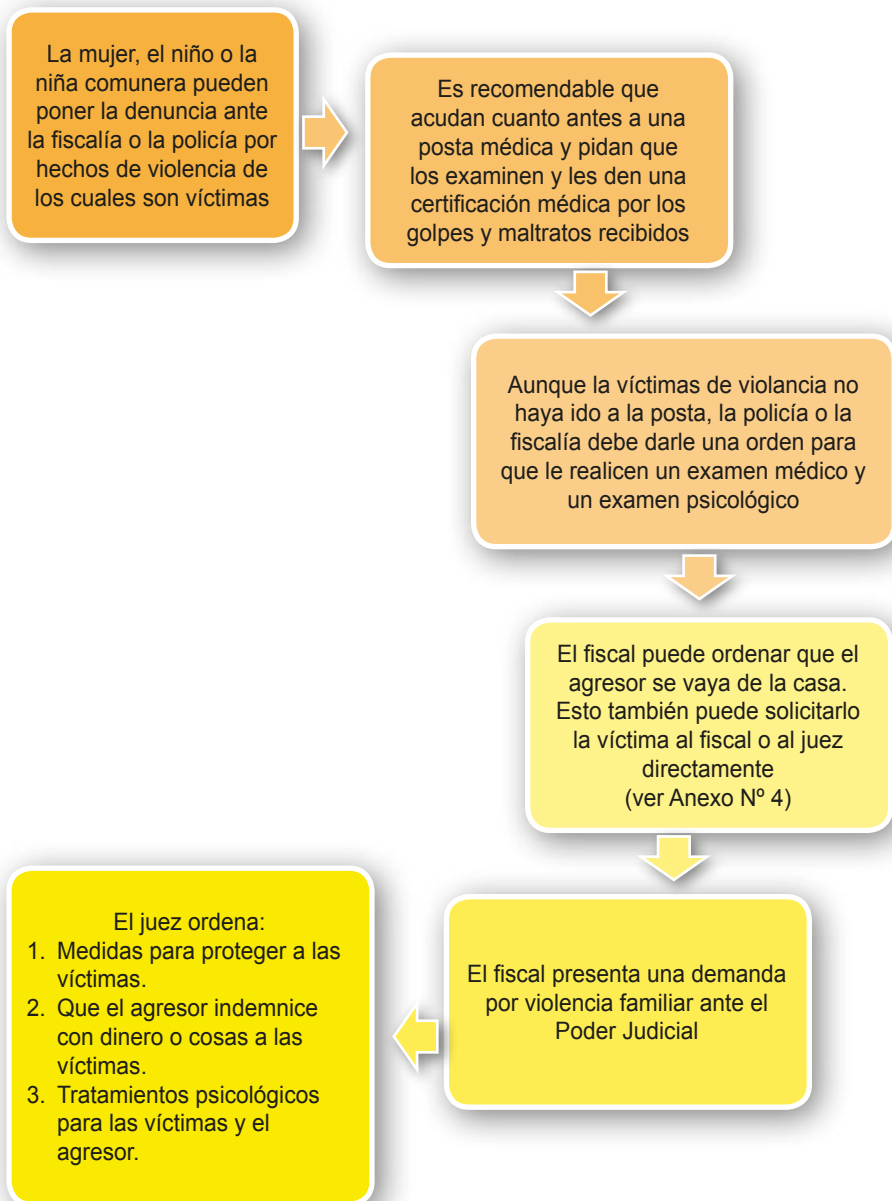 La mujer, el niño o la
niña comunera pueden
poner la denuncia ante
la fiscalía o la policía por
hechos de violencia de
los cuales son víctimas
Es recomendable que
acudan cuanto antes a una
posta médica y pidan que
los examinen y les den una
certificación médica por los
golpes y maltratos recibidos
Aunque la víctimas de violancia no
haya ido a la posta, la policía o la
fiscalía debe darle una orden para
que le realicen un examen médico y
un examen psicológico
El fiscal puede ordenar que el
agresor se vaya de la casa.
Esto también puede solicitarlo
la víctima al fiscal o al juez
directamente
(ver Anexo Nº 4)
El fiscal presenta una demanda
por violencia familiar ante el
Poder Judicial
El juez ordena:
1. Medidas para proteger a las
víctimas.
2. Que el agresor indemnice
con dinero o cosas a las
víctimas.
3. Tratamientos psicológicos
para las víctimas y el
agresor.